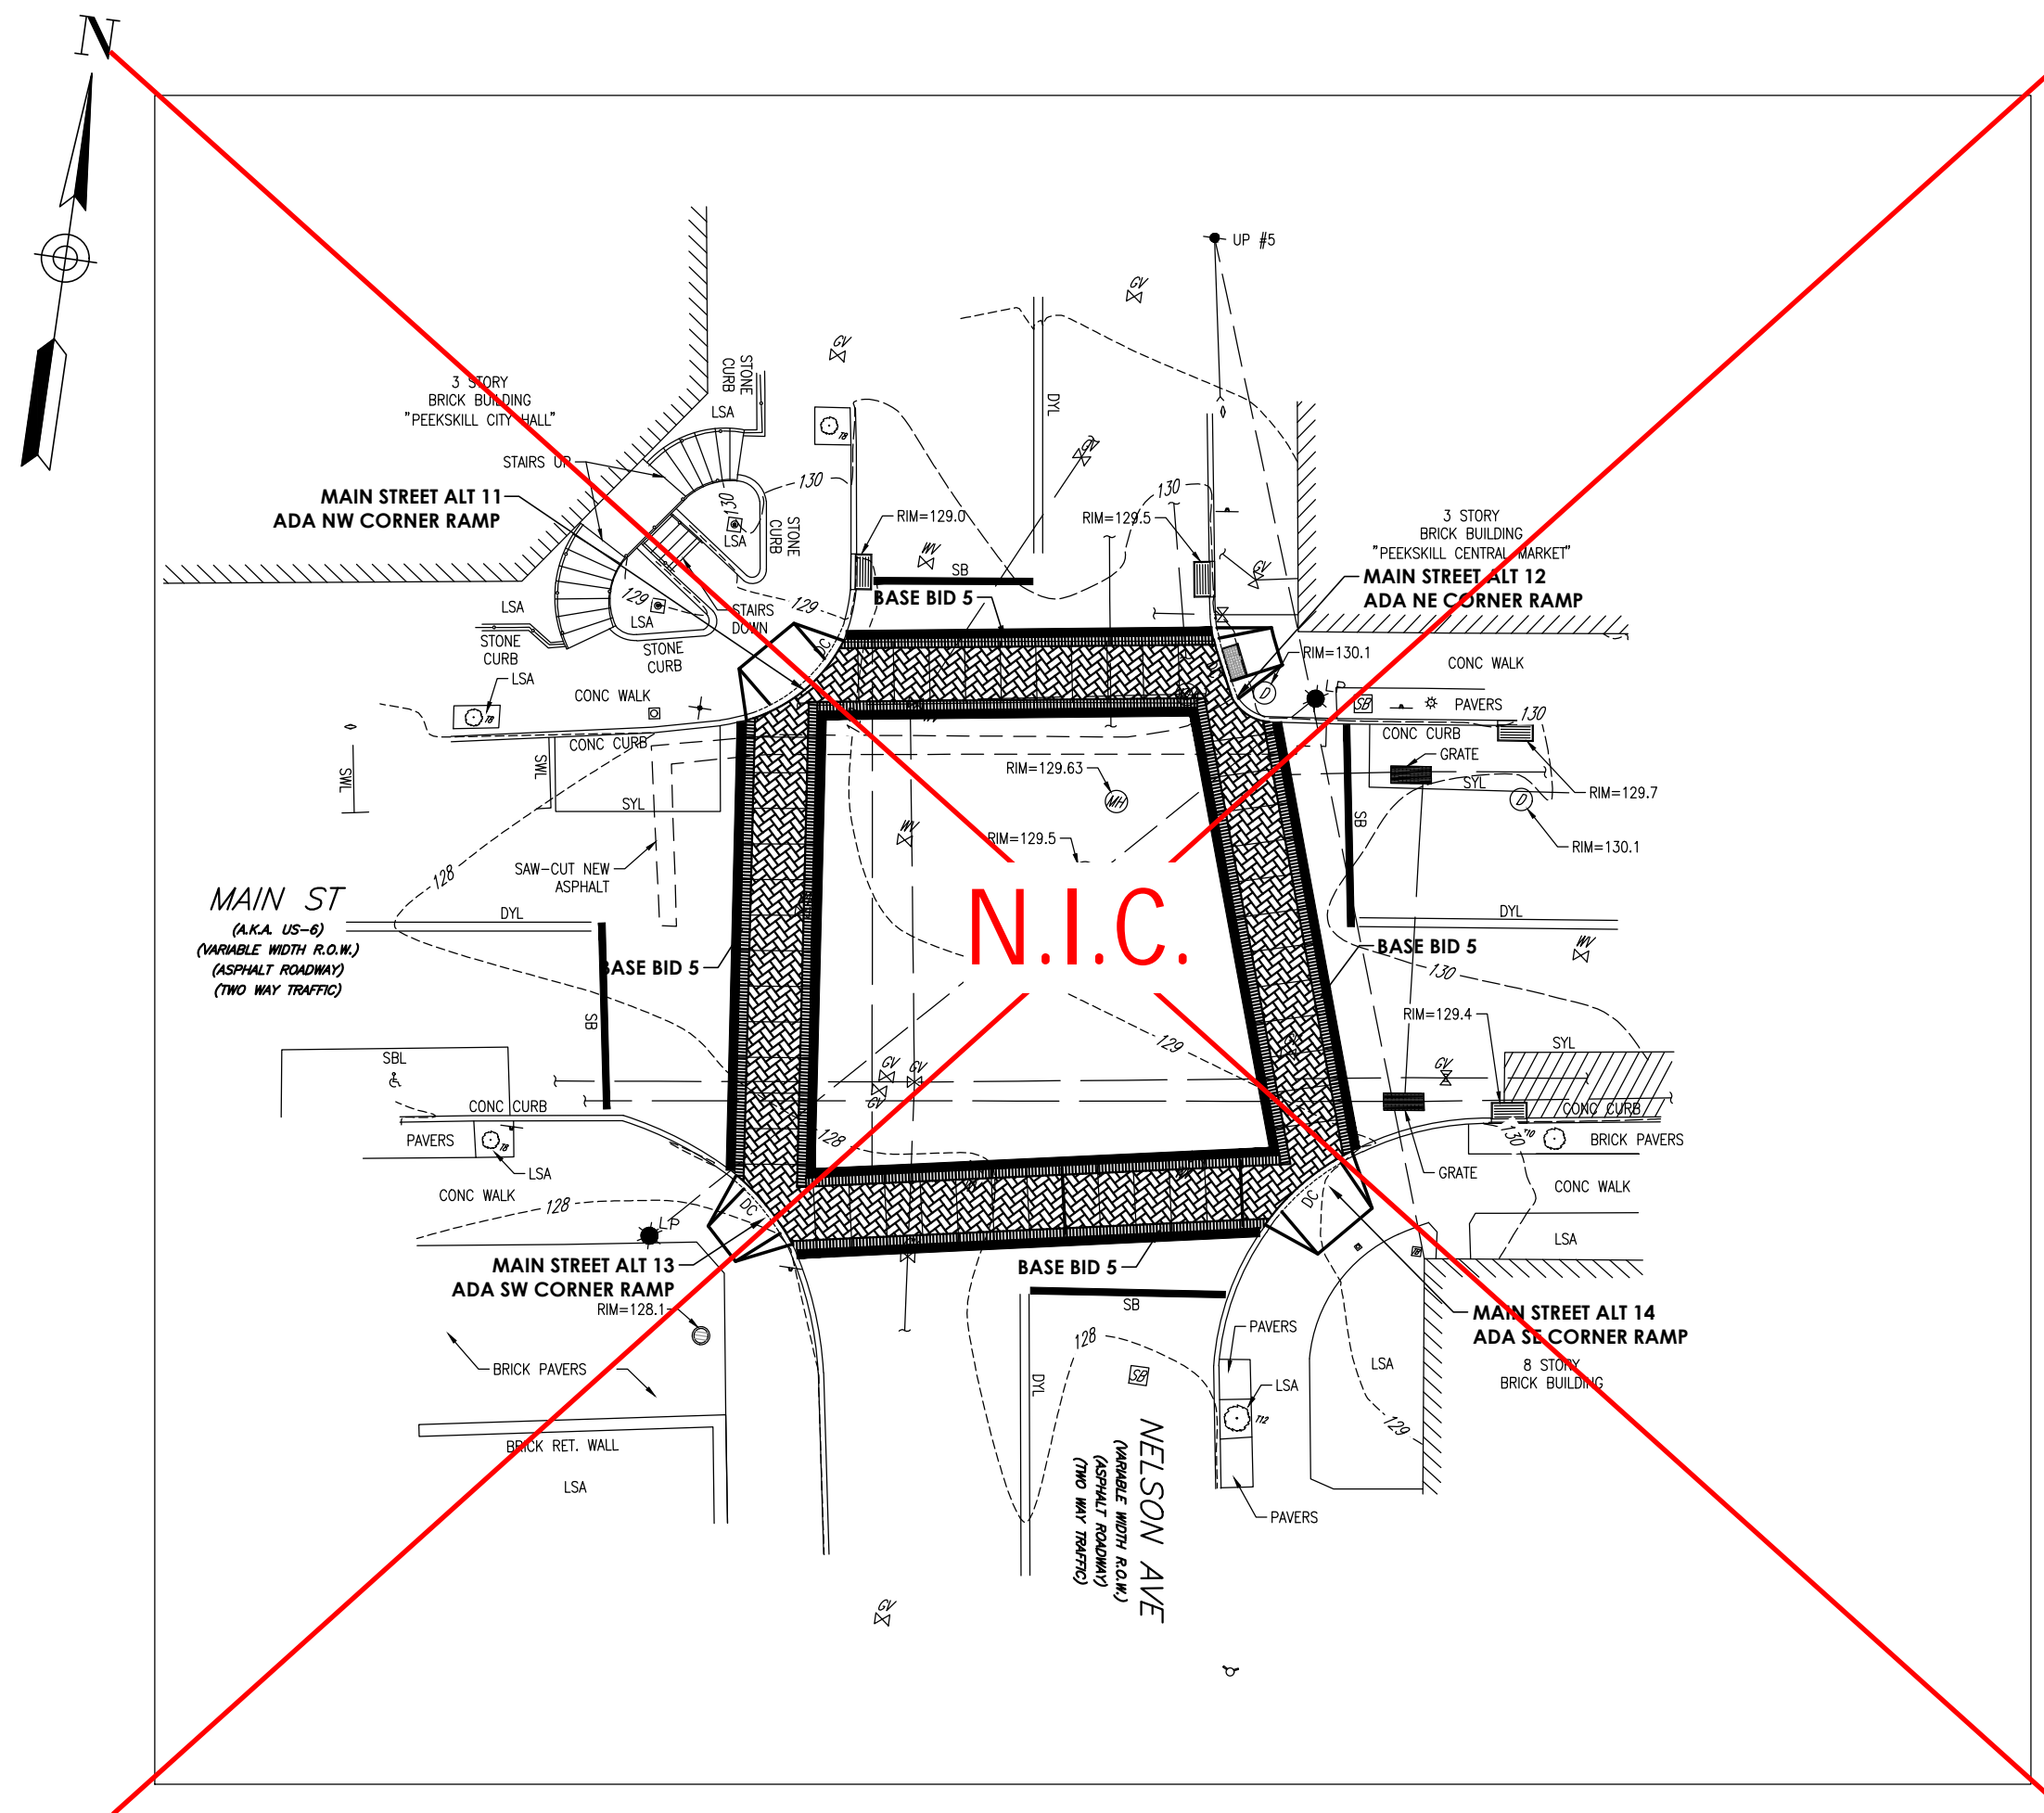 N
UP #5
GV
GV
3 STORY
BRICK BUILDING
"PEEKSKILL CITY HALL"
STONE
CURB
LSA
DYL
T8
GV
STAIRS UP
130
130
130
MAIN STREET ALT 11
ADA NW CORNER RAMP
RIM=129.0
RIM=129.5
STONE
CURB
LSA
3 STORY
BRICK BUILDING
"PEEKSKILL CENTRAL MARKET"
WV
SB
GV
MAIN STREET ALT 12
ADA NE CORNER RAMP
129
129
BASE BID 5
LSA
LSA
STAIRS
DOWN
STONE
CURB
STONE
CURB
DC
RIM=130.1
CONC WALK
D
LSA
CONC WALK
LP
SB
PAVERS
130
T8
CONC CURB
CONC CURB
GRATE
SWL
SWL
SYL
RIM=129.63
MH
SYL
RIM=129.7
D
SB
WV
RIM=129.5
RIM=130.1
SAW-CUT NEW
ASPHALT
128
MAIN ST
(A.K.A. US-6)
(VARIABLE WIDTH R.O.W.)
(ASPHALT ROADWAY)
(TWO WAY TRAFFIC)
DYL
DYL
N.I.C.
BASE BID 5
BASE BID 5
WV
130
SB
RIM=129.4
129
SYL
SBL
GV
GV
GV
GV
CONC CURB
CONC CURB
PAVERS
T8
128
130
T10
BRICK PAVERS
LSA
GRATE
CONC WALK
CONC WALK
128
DC
DC
LP
LSA
MAIN STREET ALT 13
ADA SW CORNER RAMP
BASE BID 5
RIM=128.1
SB
MAIN STREET ALT 14
ADA SE CORNER RAMP
PAVERS
128
BRICK PAVERS
DYL
SB
LSA
LSA
8 STORY
BRICK BUILDING
T12
129
BRICK RET. WALL
LSA
NELSON AVE
(VARIABLE WIDTH R.O.W.)
(ASPHALT ROADWAY)
(TWO WAY TRAFFIC)
PAVERS
GV